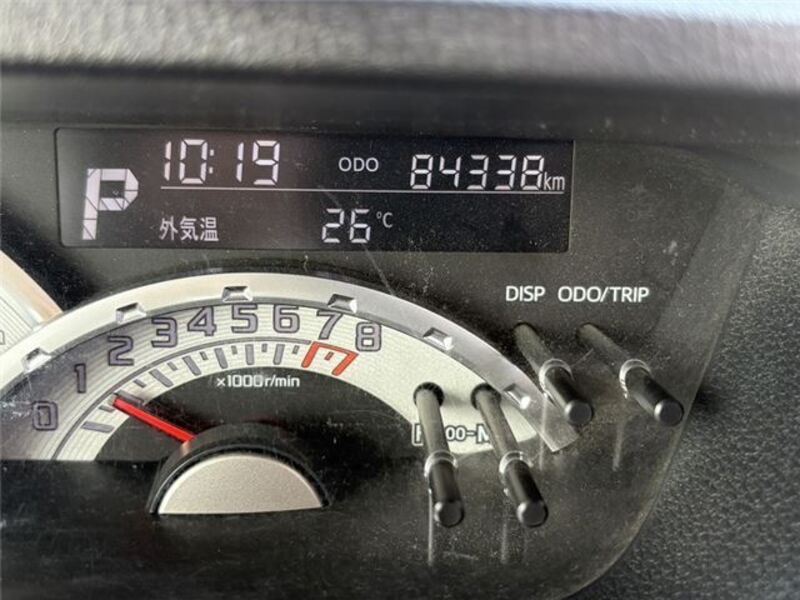 P
10:19 ODO 84338km
外気温 26°C
DISP ODO/TRIP
0 1 2 3 4 5 6 7 8
×1000r/min